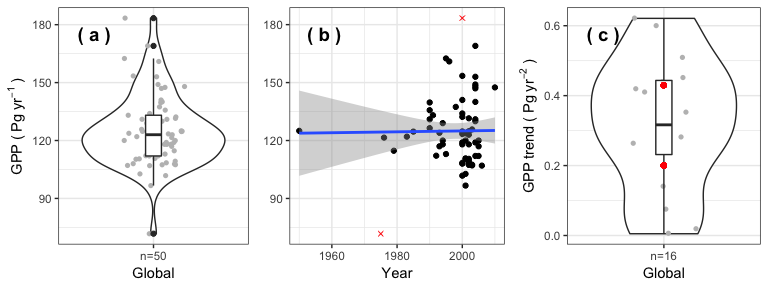 ( a )
180
150
120
90
GPP ( Pg yr⁻¹ )
n=50
Global
( b )
180
150
120
90
1960
1980
2000
Year
( c )
0.6
0.4
0.2
0.0
GPP trend ( Pg yr⁻² )
n=16
Global